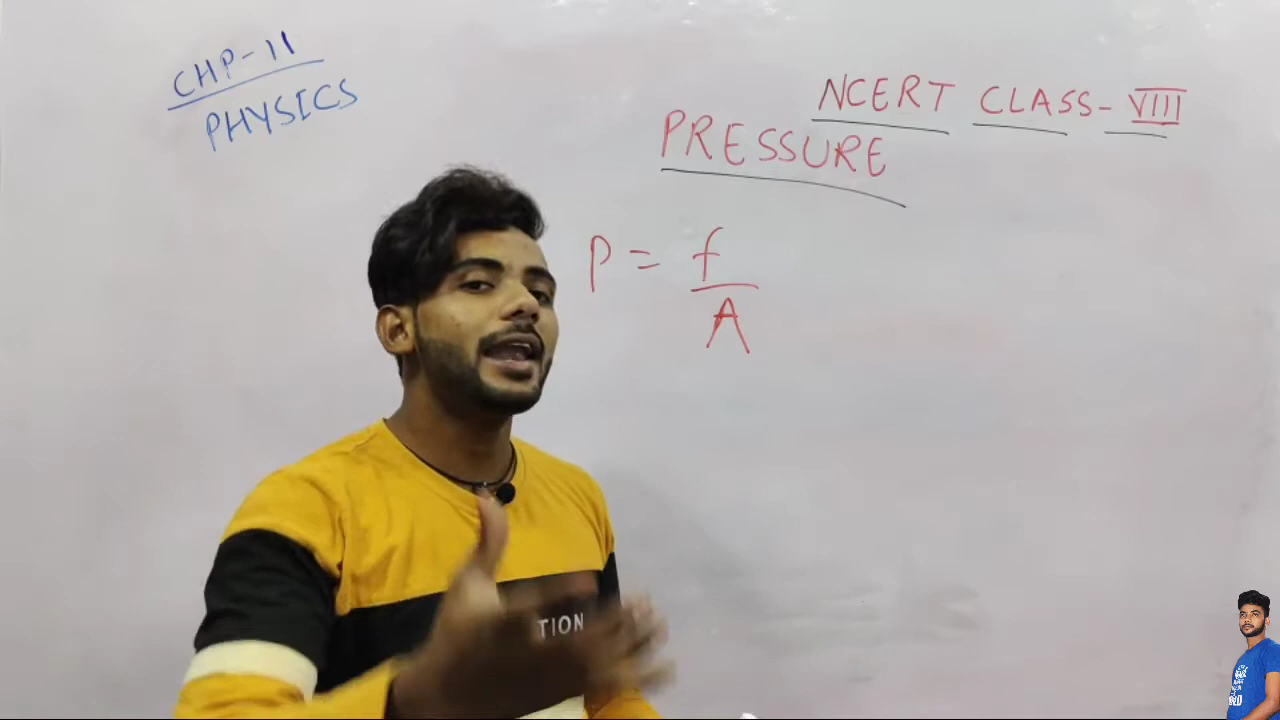 CHP-11
PHYSICS
NCERT CLASS-VIII
PRESSURE
P = f
A
TION